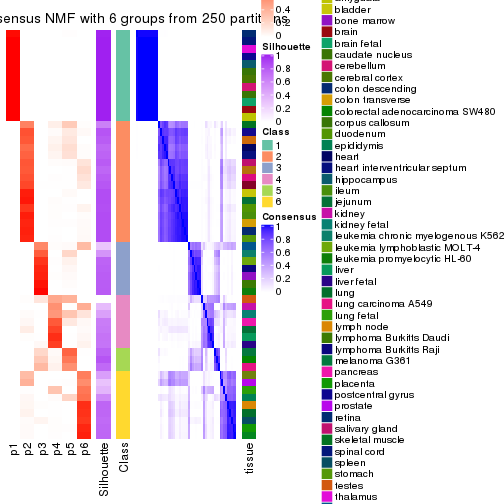 sensus NMF with 6 groups from 250 partitions
0.4
0.2
0
Silhouette
1
0.8
0.6
0.4
0.2
0
Class
1
2
3
4
5
6
Consensus
1
0.8
0.6
0.4
0.2
0
bladder
bone marrow
brain
brain fetal
caudate nucleus
cerebellum
cerebral cortex
colon descending
colon transverse
colorectal adenocarcinoma SW480
corpus callosum
duodenum
epididymis
heart
heart interventricular septum
hippocampus
ileum
jejunum
kidney
kidney fetal
leukemia chronic myelogenous K562
leukemia lymphoblastic MOLT-4
leukemia promyelocytic HL-60
liver
liver fetal
lung
lung carcinoma A549
lung fetal
lymph node
lymphoma Burkitts Daudi
lymphoma Burkitts Raji
melanoma G361
pancreas
placenta
postcentral gyrus
prostate
retina
salivary gland
skeletal muscle
spinal cord
spleen
stomach
testes
thalamus
p1
p2
p3
p4
p5
p6
Silhouette
Class
tissue